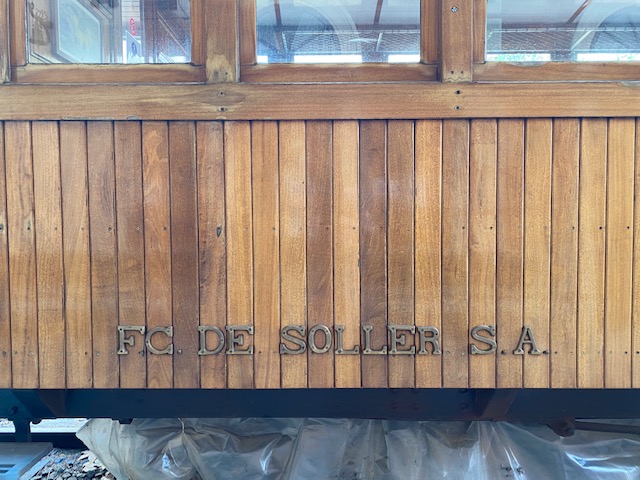 FC. DE SOLLER S.A.